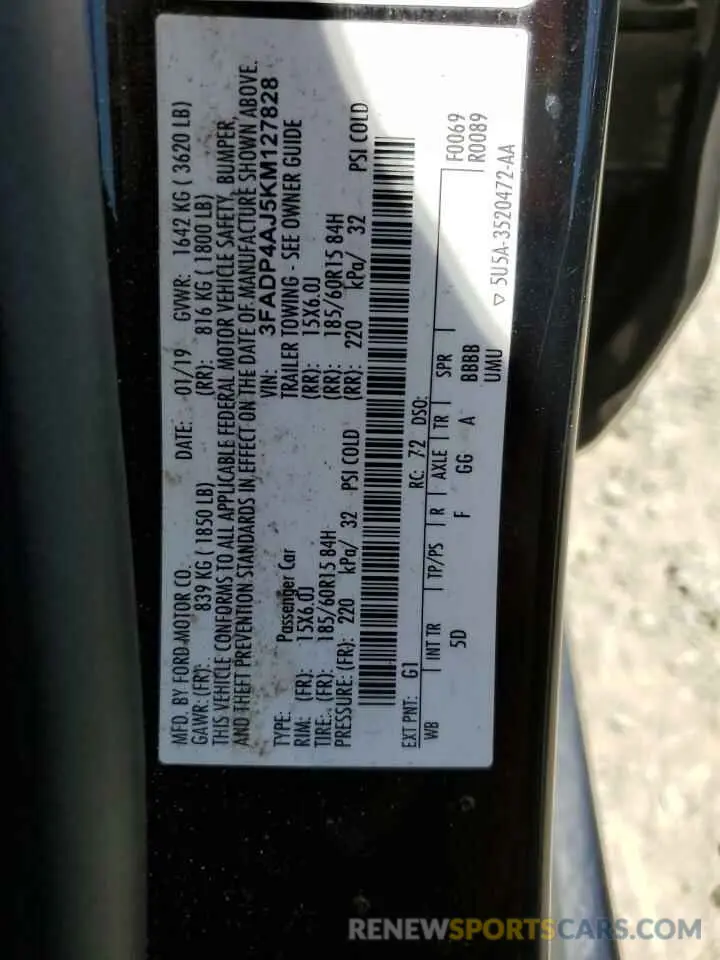 MFD. BY FORD MOTOR CO. DATE: 01/19 GVWR: 1642 KG ( 3620 LB)
GAWR: (FR): 839 KG ( 1850 LB) (RR): 816 KG ( 1800 LB)
THIS VEHICLE CONFORMS TO ALL APPLICABLE FEDERAL MOTOR VEHICLE SAFETY, BUMPER,
AND THEFT PREVENTION STANDARDS IN EFFECT ON THE DATE OF MANUFACTURE SHOWN ABOVE.
VIN: 3FADP4AJ5KM127828
TYPE: Passenger Car TRAILER TOWING - SEE OWNER GUIDE
RIM: (FR): 15X6.0J (RR): 15X6.0J
TIRE: (FR): 185/60R15 84H (RR): 185/60R15 84H
PRESSURE: (FR): 220 kPa/ 32 PSI COLD (RR): 220 kPa/ 32 PSI COLD
EXT PNT: G1 RC: 72 DSO: F0069
WB INT TR TP/PS R AXLE TR SPR R0089
5D F GG A BBBB
UMU ▽ 5U5A-3520472-AA
RENEWSPORTSCARS.COM